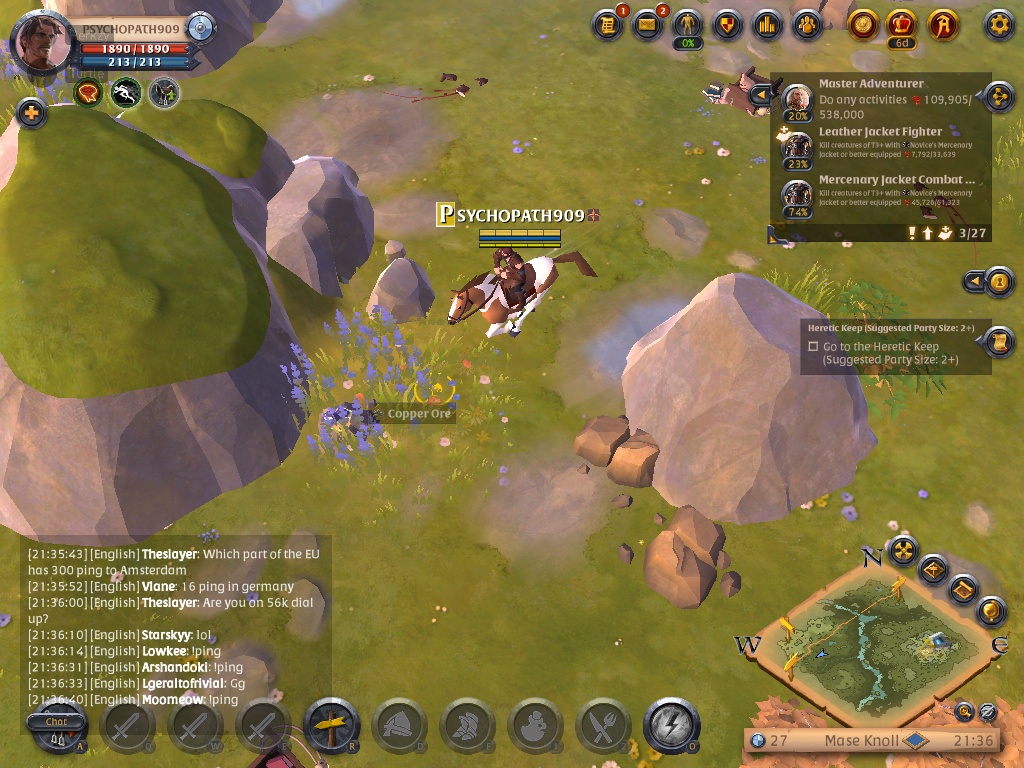 PSYCHOPATH909
1890 / 1890
213 / 213
Turtle
1
2
0%
6d
Master Adventurer
Do any activities 109,905/
538,000
20%
Leather Jacket Fighter
Kill creatures of T3+ with Novice's Mercenary
Jacket or better equipped 7,792/33,639
23%
Mercenary Jacket Combat ...
Kill creatures of T3+ with Novice's Mercenary
Jacket or better equipped 45,726/61,323
74%
3/27
PSYCHOPATH909
Heretic Keep (Suggested Party Size: 2+)
Go to the Heretic Keep
(Suggested Party Size: 2+)
Copper Ore
[21:35:43] [English] Theslayer: Which part of the EU
has 300 ping to Amsterdam
[21:35:52] [English] Vlane: 16 ping in germany
[21:36:00] [English] Theslayer: Are you on 56k dial
up?
[21:36:10] [English] Starskyy: lol
[21:36:14] [English] Lowkee: !ping
[21:36:31] [English] Arshandoki: !ping
[21:36:33] [English] Lgeraltofrivial: Gg
[21:36:40] [English] Moomeow: !ping
N
W
E
Chat
A
Q
W
E
R
D
F
2
O
27 Mase Knoll 21:36